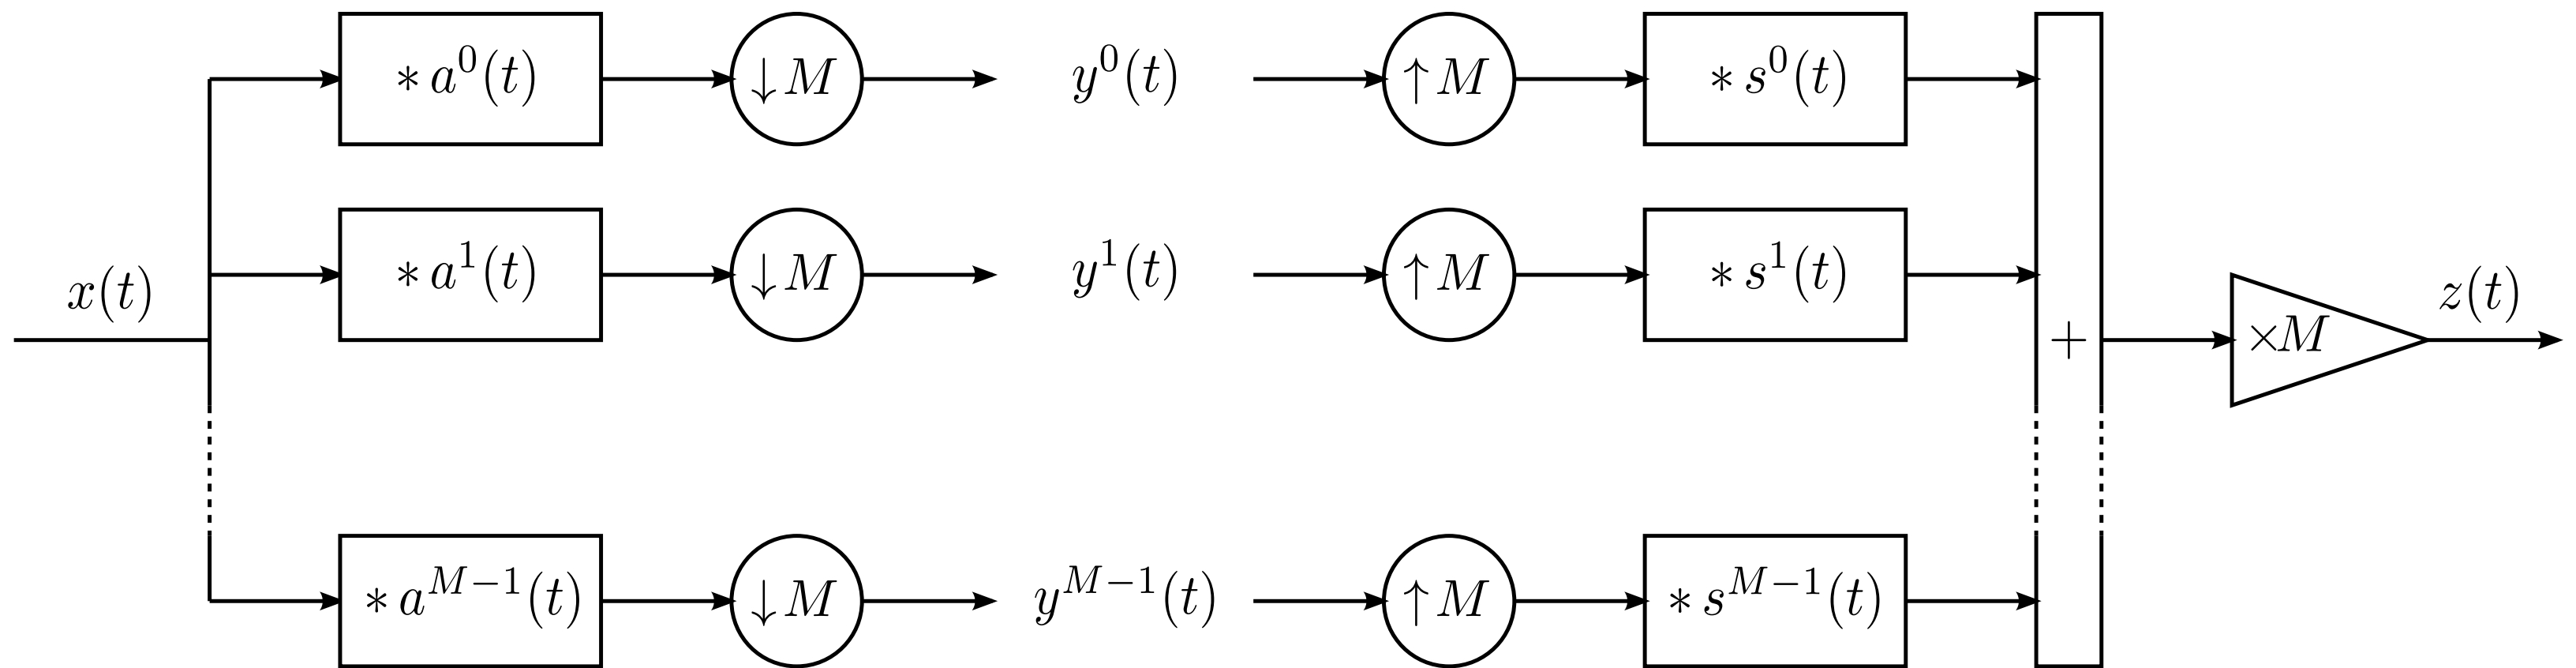 * a^0(t) ↓M y^0(t) ↑M * s^0(t)
* a^1(t) ↓M y^1(t) ↑M * s^1(t)
x(t) + ×M z(t)
* a^{M−1}(t) ↓M y^{M−1}(t) ↑M * s^{M−1}(t)